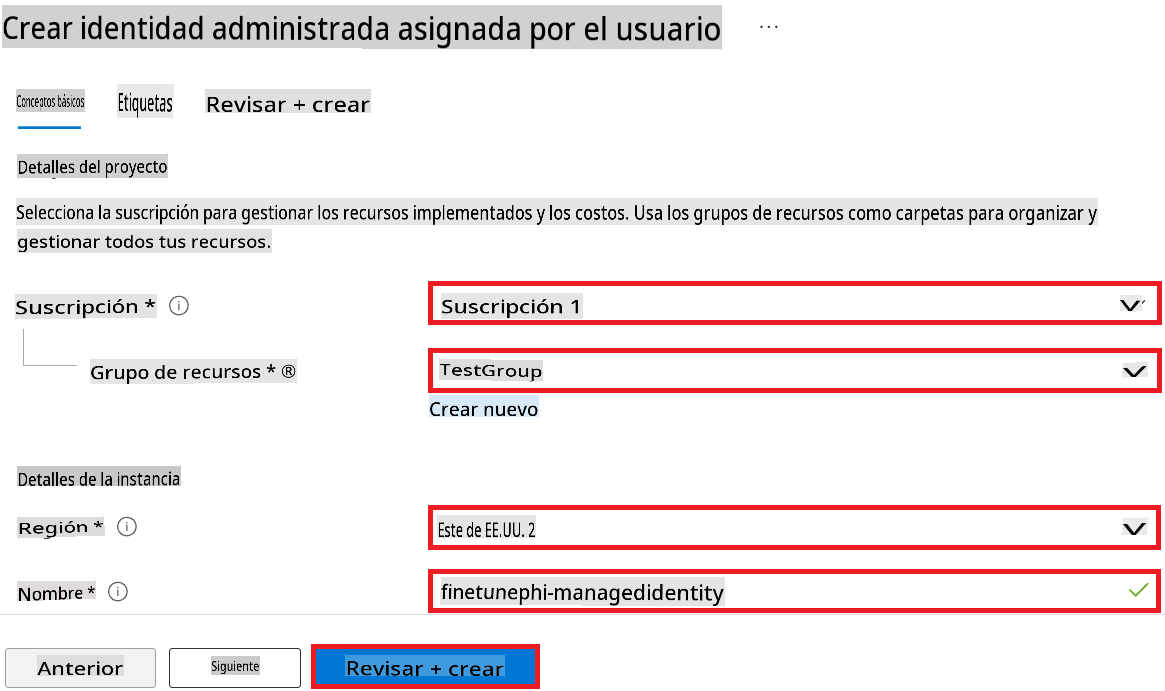 Crear identidad administrada asignada por el usuario ...
Conceptos básicos Etiquetas Revisar + crear
Detalles del proyecto
Selecciona la suscripción para gestionar los recursos implementados y los costos. Usa los grupos de recursos como carpetas para organizar y
gestionar todos tus recursos.
Suscripción * Suscripción 1
Grupo de recursos * ® TestGroup
Crear nuevo
Detalles de la instancia
Región * Este de EE.UU. 2
Nombre * finetunephi-managedidentity
Anterior Siguiente Revisar + crear